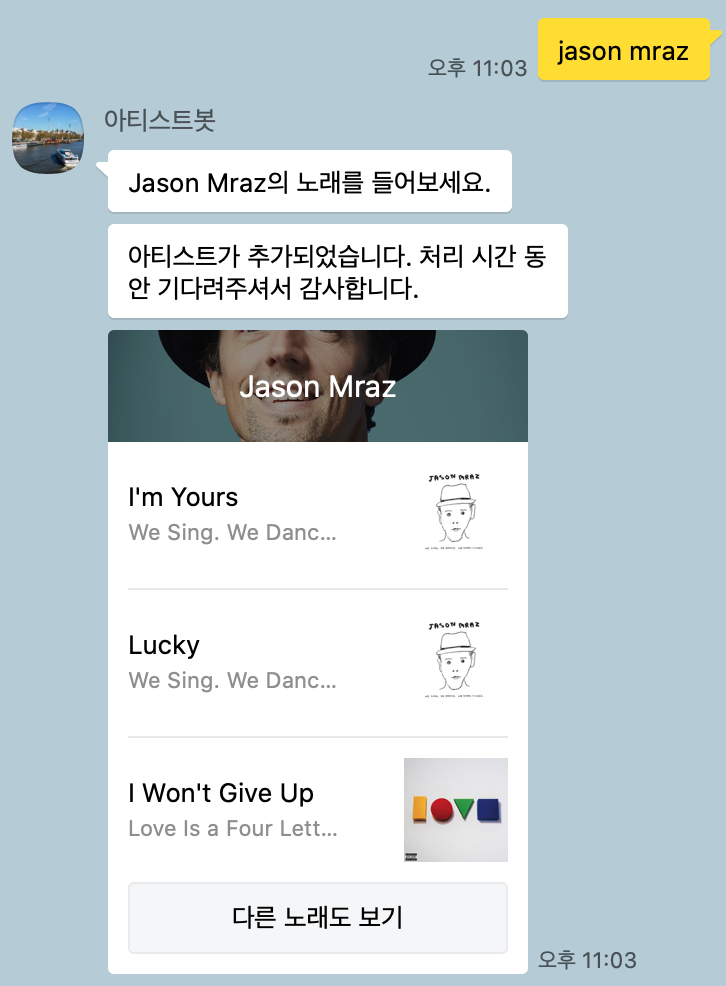 jason mraz
오후 11:03
아티스트봇
Jason Mraz의 노래를 들어보세요.
아티스트가 추가되었습니다. 처리 시간 동
안 기다려주셔서 감사합니다.
Jason Mraz
I'm Yours
We Sing. We Danc...
JASON MRAZ
Lucky
We Sing. We Danc...
JASON MRAZ
I Won't Give Up
Love Is a Four Lett...
LOVE
다른 노래도 보기
오후 11:03